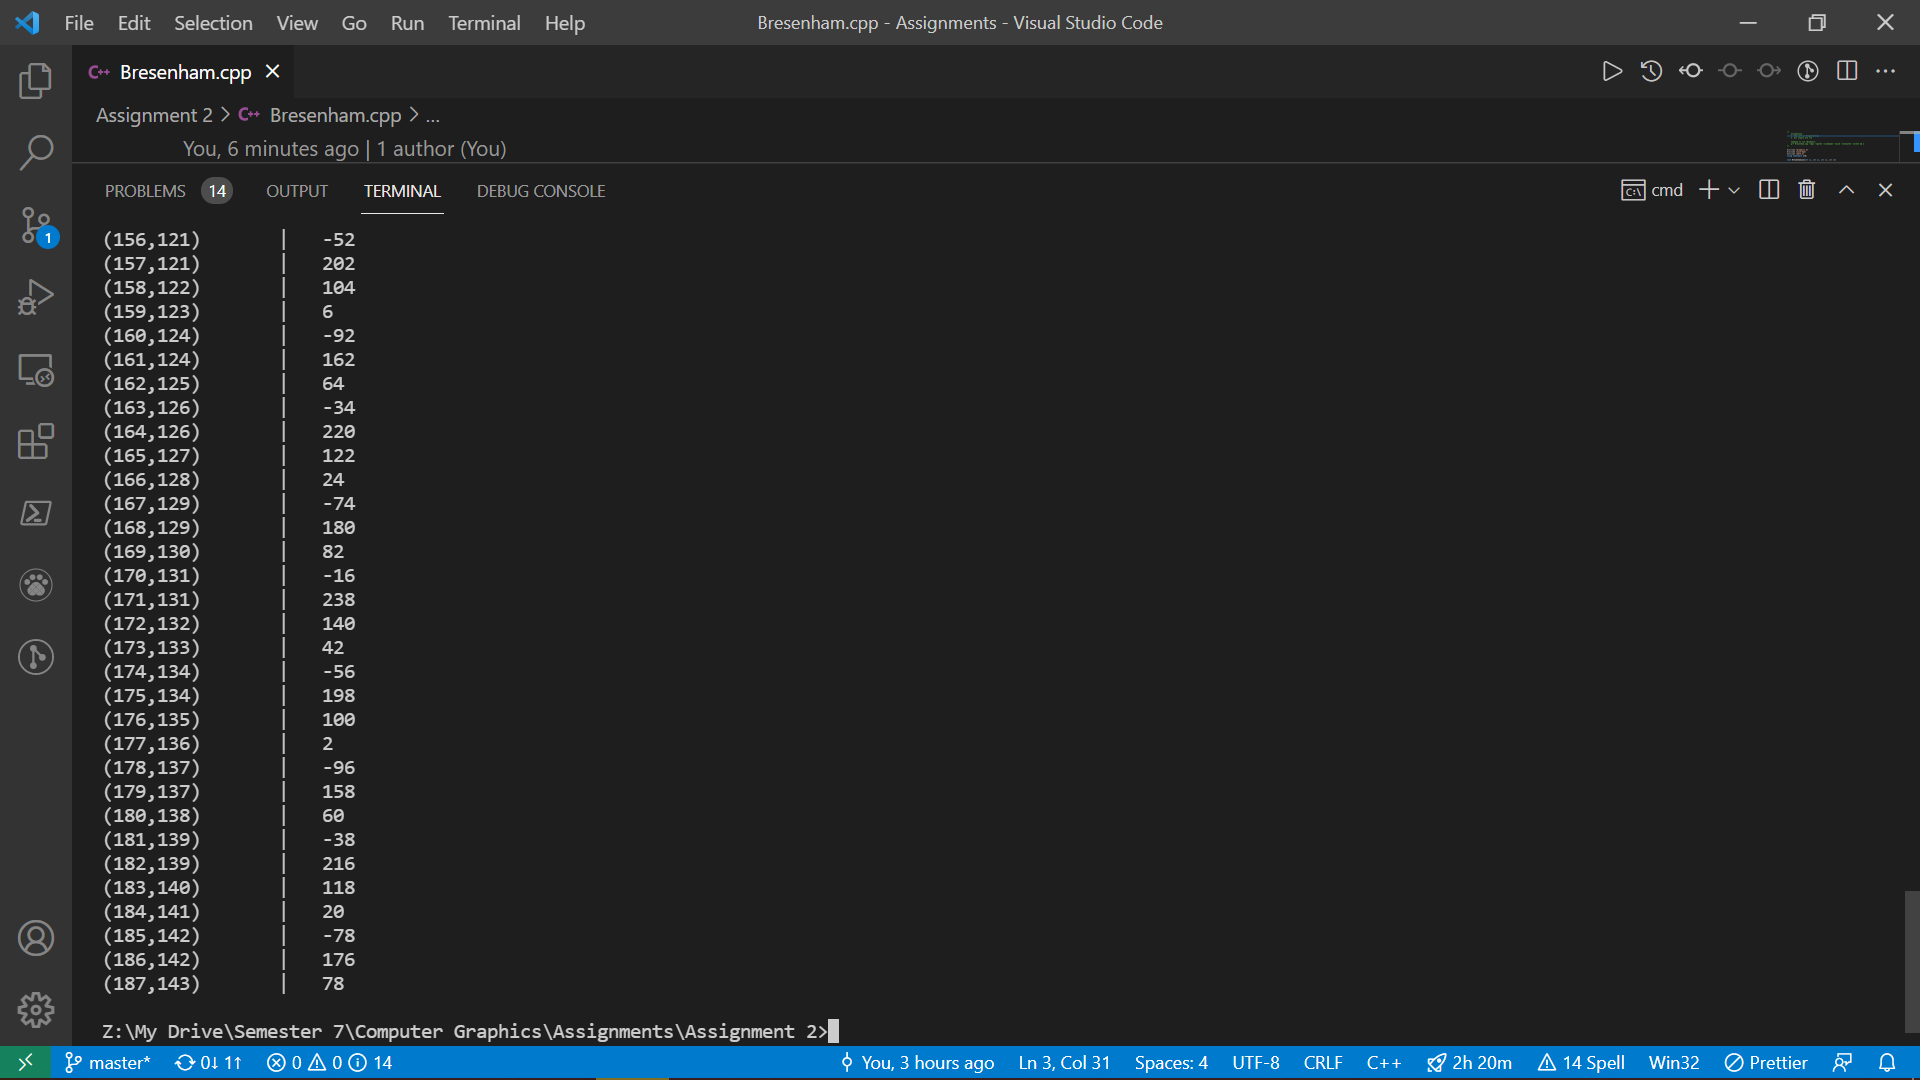 File Edit Selection View Go Run Terminal Help Bresenham.cpp - Assignments - Visual Studio Code
C++ Bresenham.cpp
Assignment 2 > C++ Bresenham.cpp > ...
You, 6 minutes ago | 1 author (You)
PROBLEMS 14 OUTPUT TERMINAL DEBUG CONSOLE cmd
1
(156,121) | -52
(157,121) | 202
(158,122) | 104
(159,123) | 6
(160,124) | -92
(161,124) | 162
(162,125) | 64
(163,126) | -34
(164,126) | 220
(165,127) | 122
(166,128) | 24
(167,129) | -74
(168,129) | 180
(169,130) | 82
(170,131) | -16
(171,131) | 238
(172,132) | 140
(173,133) | 42
(174,134) | -56
(175,134) | 198
(176,135) | 100
(177,136) | 2
(178,137) | -96
(179,137) | 158
(180,138) | 60
(181,139) | -38
(182,139) | 216
(183,140) | 118
(184,141) | 20
(185,142) | -78
(186,142) | 176
(187,143) | 78
Z:\My Drive\Semester 7\Computer Graphics\Assignments\Assignment 2>
master* 0↓ 1↑ 0 0 14 You, 3 hours ago Ln 3, Col 31 Spaces: 4 UTF-8 CRLF C++ 2h 20m 14 Spell Win32 Prettier